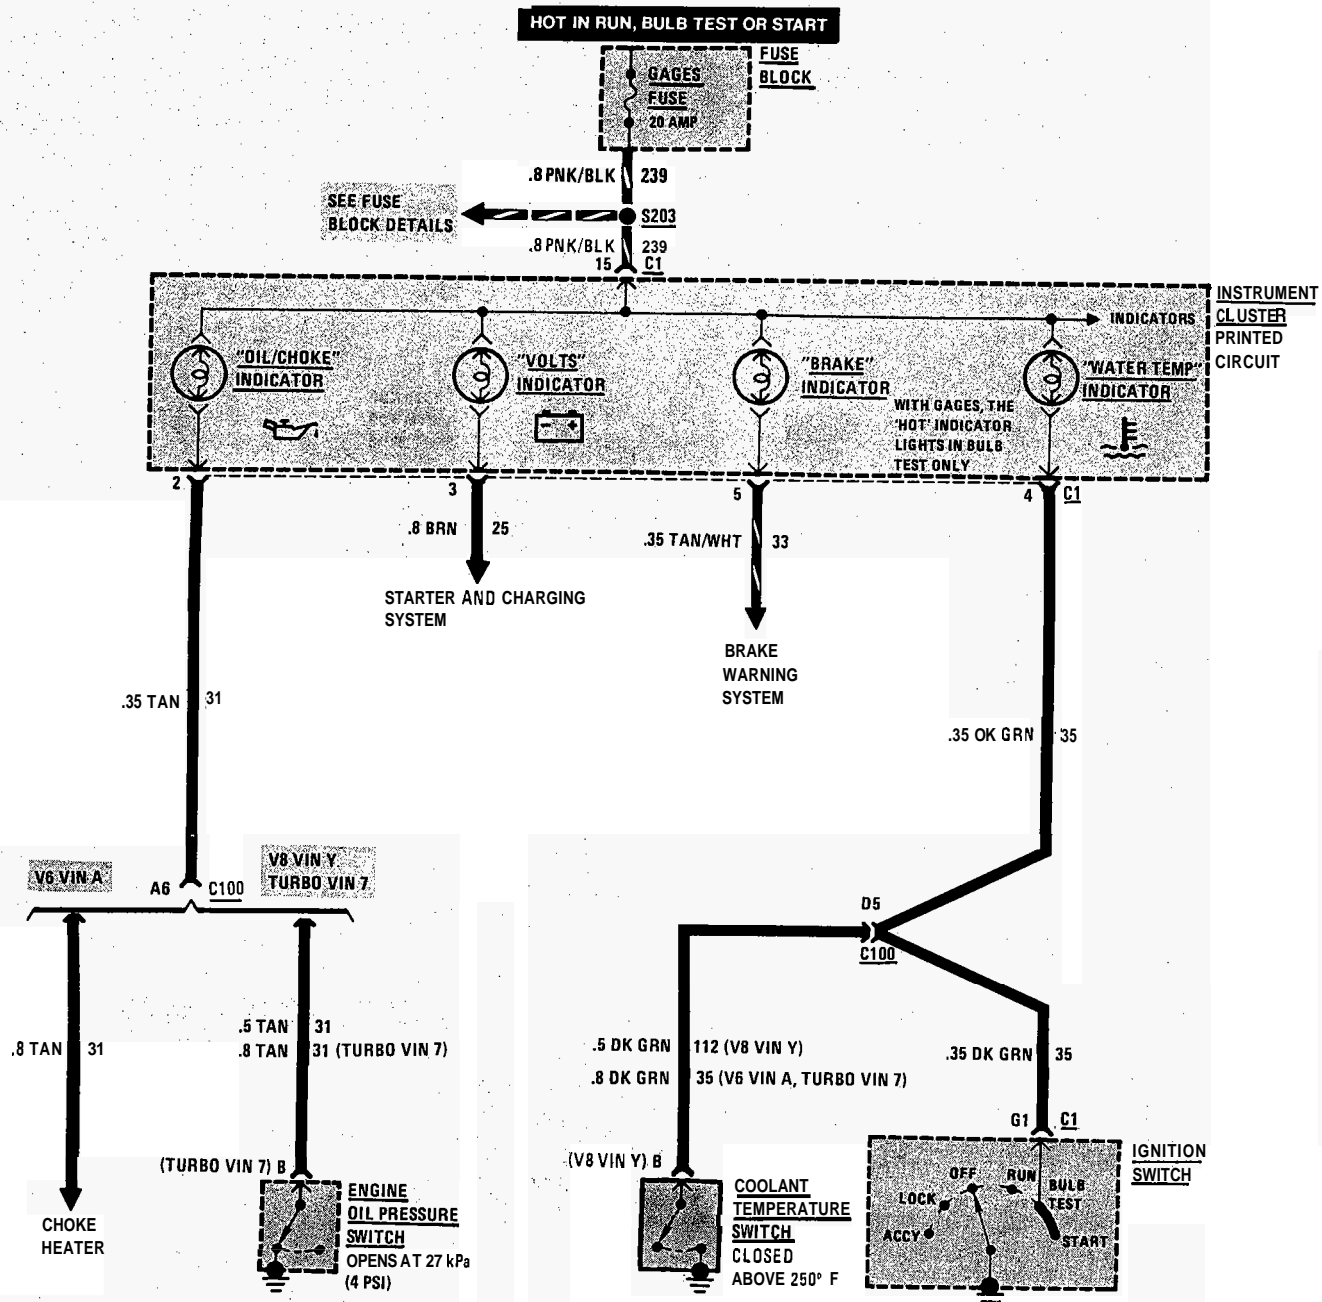 HOT IN RUN, BULB TEST OR START
FUSE
BLOCK
GAGES
FUSE
20 AMP
.8 PNK/BLK 239
SEE FUSE
BLOCK DETAILS
S203
.8 PNK/BLK 239
15 C1
INSTRUMENT
CLUSTER
PRINTED
CIRCUIT
INDICATORS
"OIL/CHOKE"
INDICATOR
"VOLTS"
INDICATOR
- +
"BRAKE"
INDICATOR
"WATER TEMP"
INDICATOR
WITH GAGES, THE
'HOT' INDICATOR
LIGHTS IN BULB
TEST ONLY
2
3
5
4 C1
.8 BRN 25
.35 TAN/WHT 33
STARTER AND CHARGING
SYSTEM
BRAKE
WARNING
SYSTEM
.35 TAN 31
.35 OK GRN 35
V6 VIN A
V8 VIN Y
TURBO VIN 7
A6 C100
D5
C100
.8 TAN 31
.5 TAN 31
.8 TAN 31 (TURBO VIN 7)
.5 DK GRN 112 (V8 VIN Y)
.8 DK GRN 35 (V6 VIN A, TURBO VIN 7)
.35 DK GRN 35
G1 C1
(TURBO VIN 7) B
(V8 VIN Y) B
CHOKE
HEATER
ENGINE
OIL PRESSURE
SWITCH
OPENS AT 27 kPa
(4 PSI)
COOLANT
TEMPERATURE
SWITCH
CLOSED
ABOVE 250° F
IGNITION
SWITCH
OFF
RUN
BULB
TEST
LOCK
ACCY
START